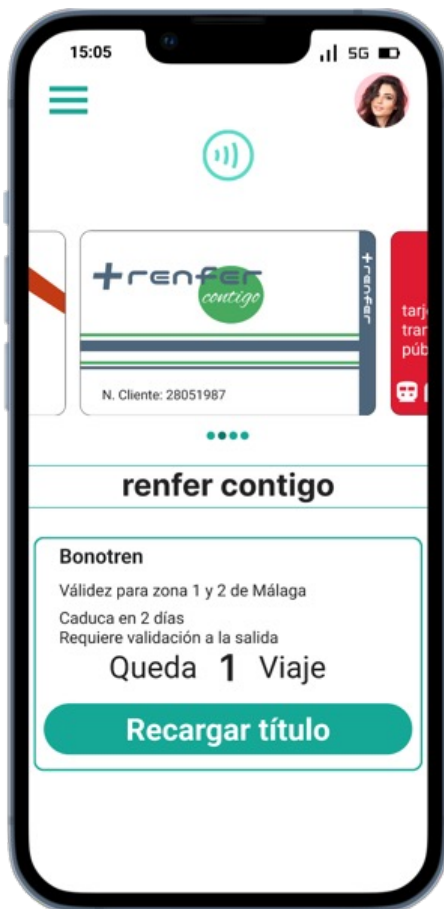 15:05 5G
+renfer
contigo
+renfer
N. Cliente: 28051987
tarj
tran
púb
renfer contigo
Bonotren
Válidez para zona 1 y 2 de Málaga
Caduca en 2 días
Requiere validación a la salida
Queda 1 Viaje
Recargar título